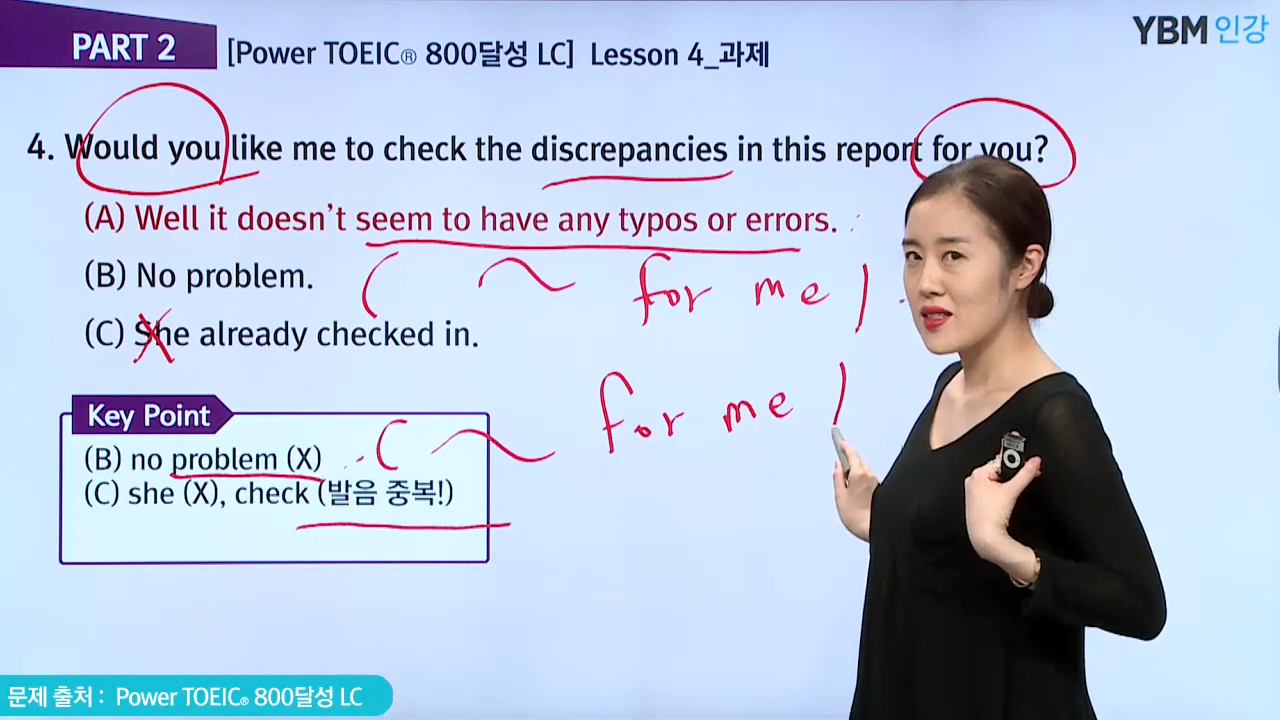 PART 2
[Power TOEIC® 800달성 LC] Lesson 4_과제
YBM 인강
4. Would you like me to check the discrepancies in this report for you?
(A) Well it doesn't seem to have any typos or errors.
(B) No problem.
for me
(C) She already checked in.
for me
Key Point
(B) no problem (X)
(C) she (X), check (발음 중복!)
문제 출처 : Power TOEIC® 800달성 LC